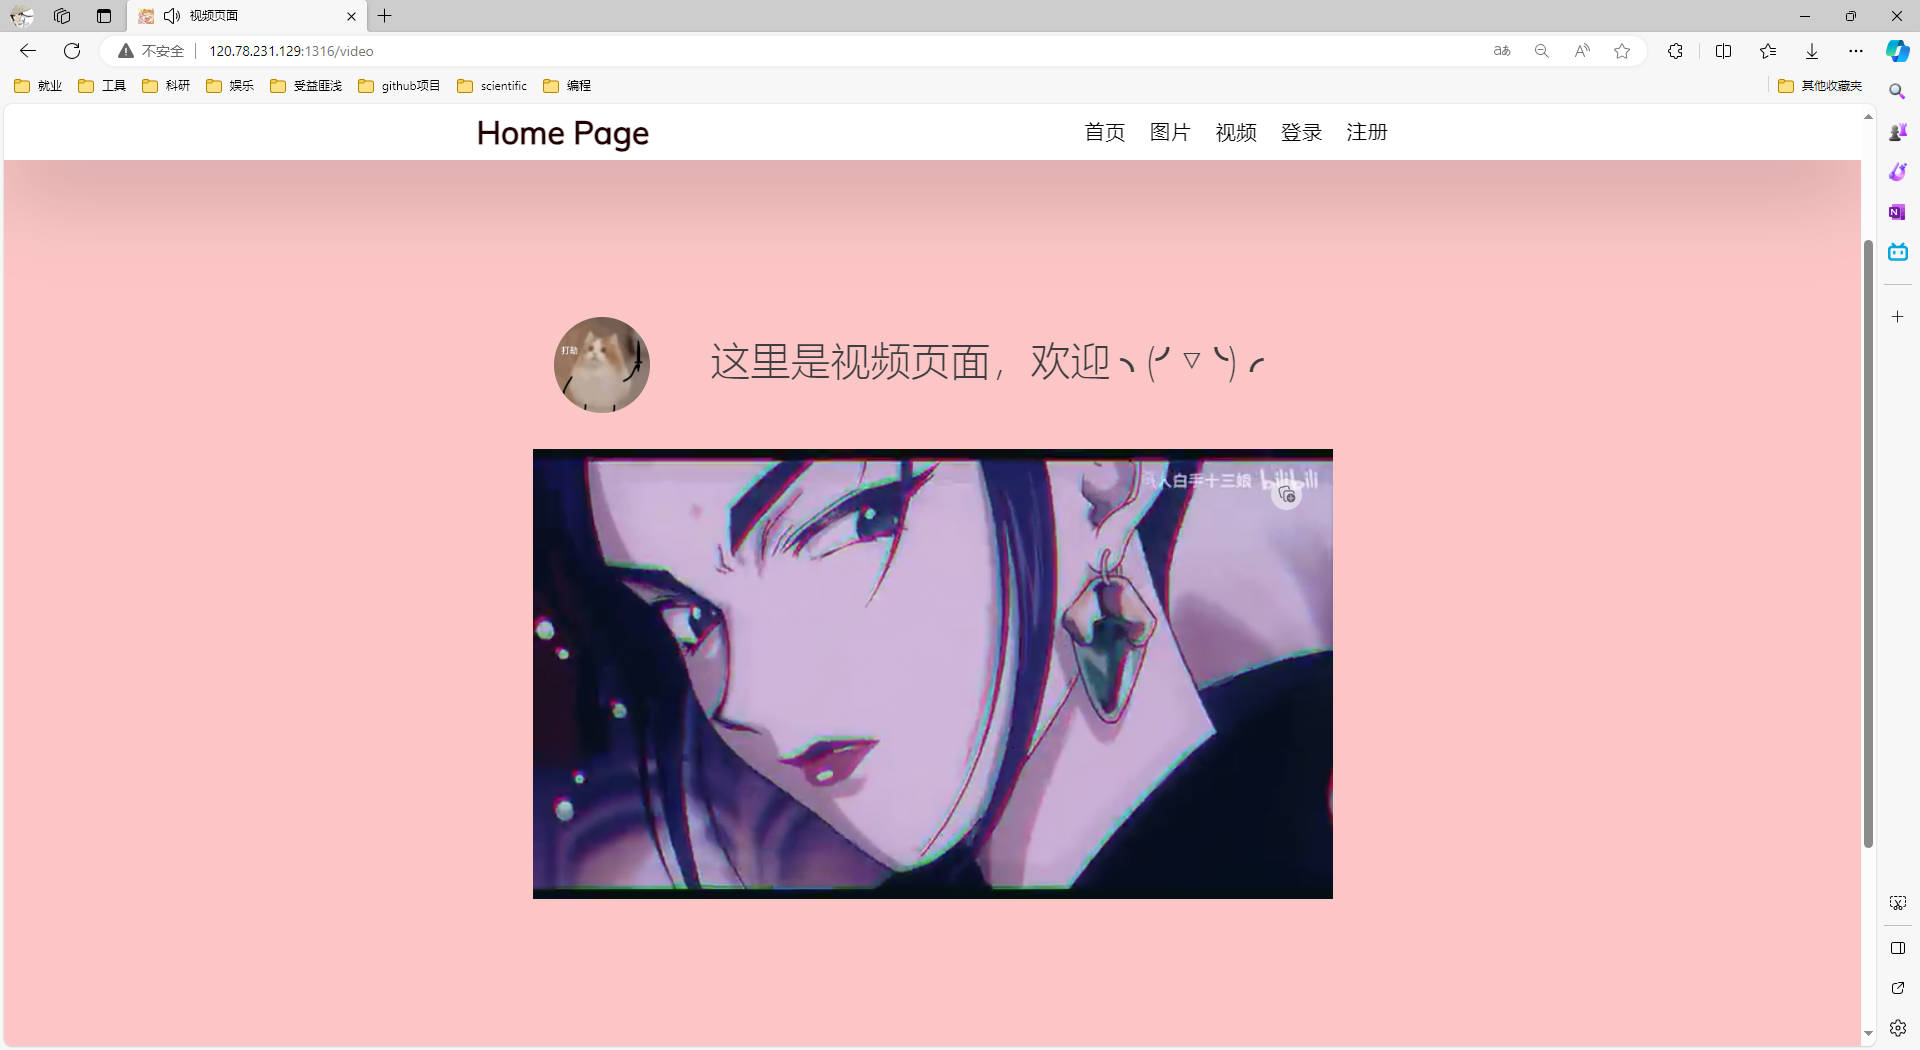 视频页面
不安全
120.78.231.129:1316/video
就业 工具 科研 娱乐 受益匪浅 github项目 scientific 编程 其他收藏夹
Home Page 首页 图片 视频 登录 注册
打劫
这里是视频页面，欢迎ヽ(╯▽╰)╭
人白手十三娘 bilibili